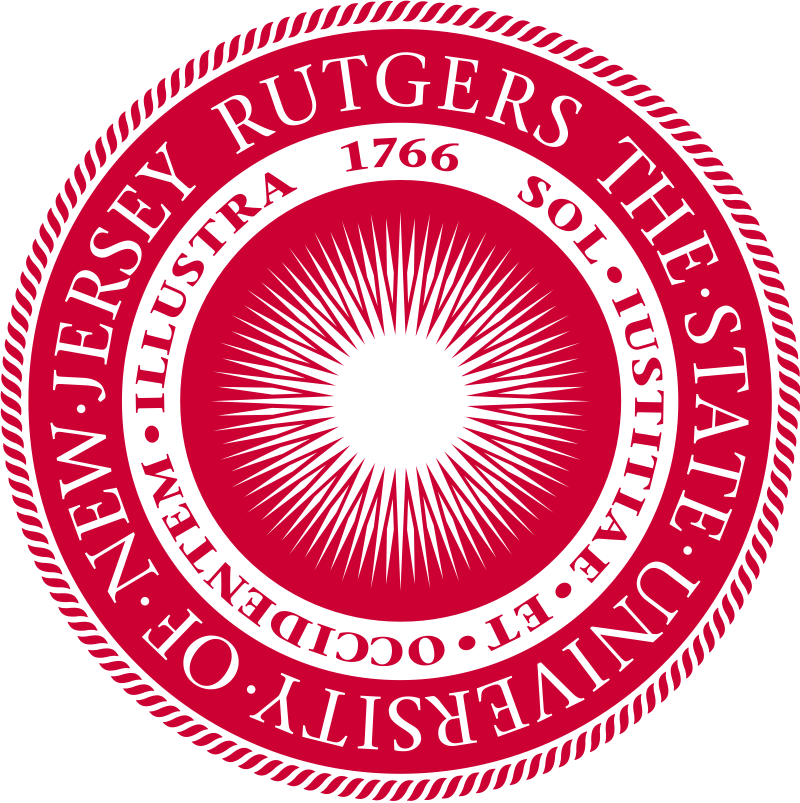 RUTGERS THE·STATE·UNIVERSITY·OF·NEW·JERSEY
1766
SOL·IUSTITIAE·ET·OCCIDENTEM·ILLUSTRA